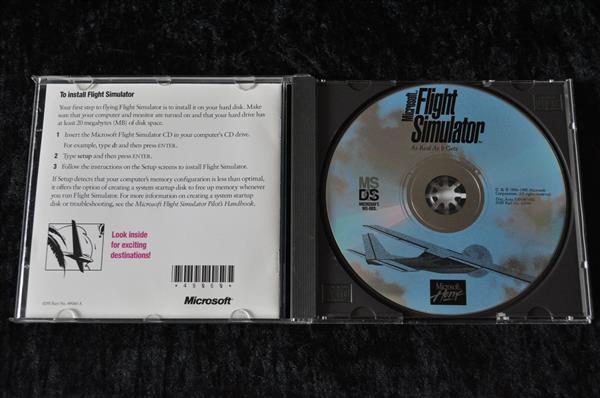 To install Flight Simulator
Your first step to flying Flight Simulator is to install it on your hard disk. Make
sure that your computer and monitor are turned on and that your hard drive has
at least 20 megabytes (MB) of disk space.
1 Insert the Microsoft Flight Simulator CD in your computer's CD drive.
For example, type d: and then press ENTER.
2 Type setup and then press ENTER.
3 Follow the instructions on the Setup screens to install Flight Simulator.
If Setup detects that your computer's memory configuration is less than optimal,
it offers the option of creating a system startup disk to free up memory whenever
you run Flight Simulator. For more information on creating a system startup
disk or troubleshooting, see the Microsoft Flight Simulator Pilot's Handbook.
Look inside
for exciting
destinations!
*49060*
Microsoft
Microsoft
Flight
Simulator
As Real As It Gets
MS
DS
MICROSOFT
MS-DOS
Microsoft
Home